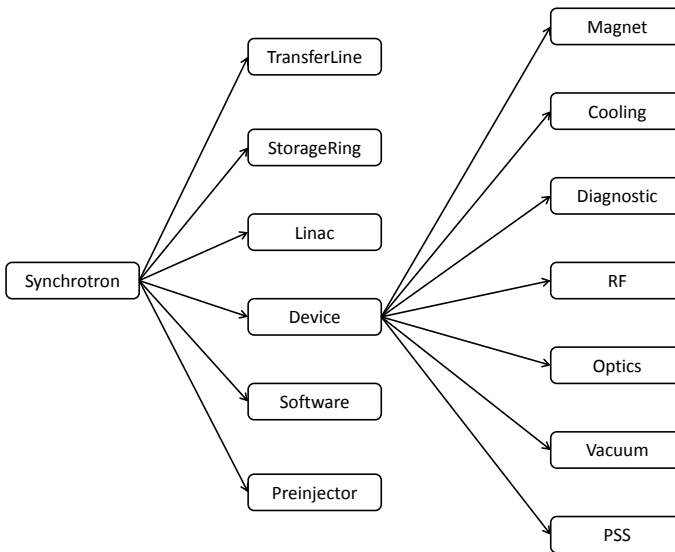 Synchrotron
TransferLine
StorageRing
Linac
Device
Software
Preinjector
Magnet
Cooling
Diagnostic
RF
Optics
Vacuum
PSS